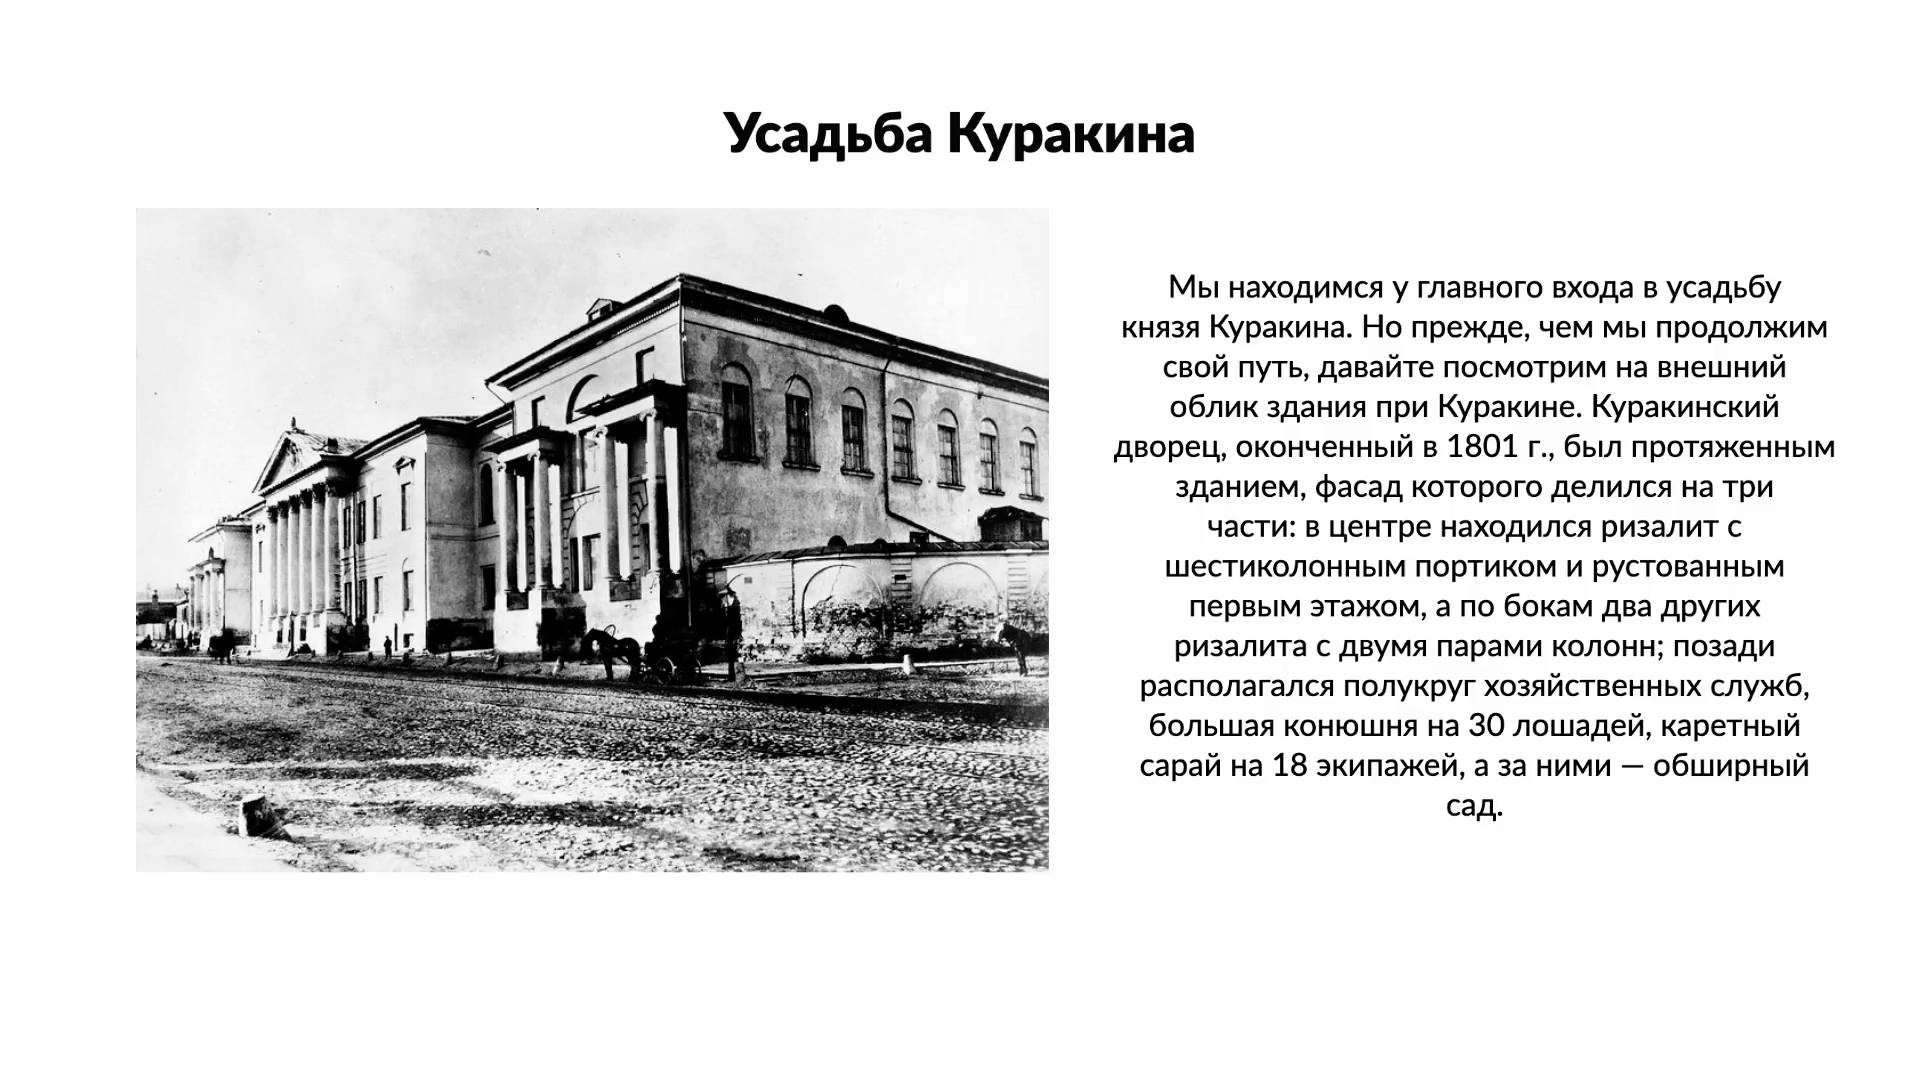 Усадьба Куракина
Мы находимся у главного входа в усадьбу
князя Куракина. Но прежде, чем мы продолжим
свой путь, давайте посмотрим на внешний
облик здания при Куракине. Куракинский
дворец, оконченный в 1801 г., был протяженным
зданием, фасад которого делился на три
части: в центре находился ризалит с
шестиколонным портиком и рустованным
первым этажом, а по бокам два других
ризалита с двумя парами колонн; позади
располагался полукруг хозяйственных служб,
большая конюшня на 30 лошадей, каретный
сарай на 18 экипажей, а за ними — обширный
сад.